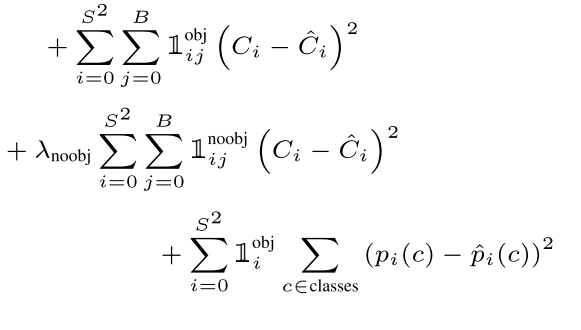 $+ \sum_{i=0}^{S^2} \sum_{j=0}^{B} \mathbb{1}_{ij}^{\text{obj}} \left( C_i - \hat{C}_i \right)^2$
$+ \lambda_{\text{noobj}} \sum_{i=0}^{S^2} \sum_{j=0}^{B} \mathbb{1}_{ij}^{\text{noobj}} \left( C_i - \hat{C}_i \right)^2$
$+ \sum_{i=0}^{S^2} \mathbb{1}_{i}^{\text{obj}} \sum_{c \in \text{classes}} \left( p_i(c) - \hat{p}_i(c) \right)^2$